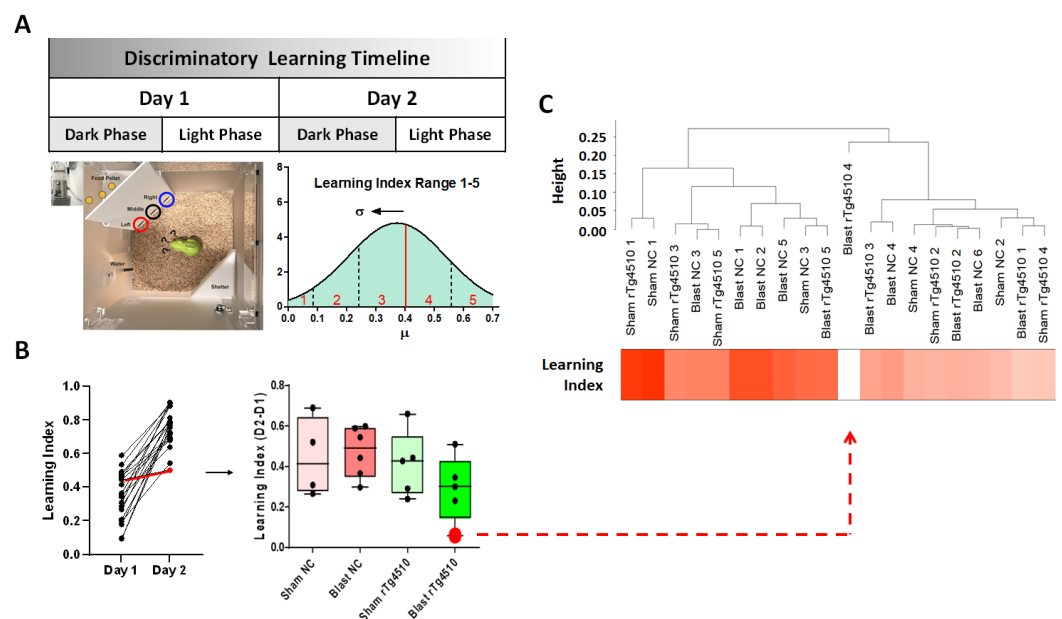 A
Discriminatory Learning Timeline
Day 1
Day 2
Dark Phase
Light Phase
Dark Phase
Light Phase
Food Pellet
Right
Middle
Left
Water
Shelter
Learning Index Range 1-5
σ
8
6
4
2
0
1
2
3
4
5
0.0 0.1 0.2 0.3 0.4 0.5 0.6 0.7
μ
B
Learning Index
1.0
0.8
0.6
0.4
0.2
0.0
Day 1 Day 2
Learning Index (D2-D1)
0.8
0.6
0.4
0.2
0.0
Sham NC
Blast NC
Sham rTg4510
Blast rTg4510
C
Height
0.25
0.20
0.15
0.10
0.05
0.00
Sham rTg4510 1
Sham NC 1
Sham rTg4510 3
Blast NC 3
Sham rTg4510 5
Blast NC 1
Blast NC 2
Blast NC 5
Sham NC 3
Blast rTg4510 5
Blast rTg4510 4
Blast rTg4510 3
Blast NC 4
Sham NC 4
Sham rTg4510 2
Blast rTg4510 2
Blast NC 6
Sham NC 2
Blast rTg4510 1
Sham rTg4510 4
Learning
Index